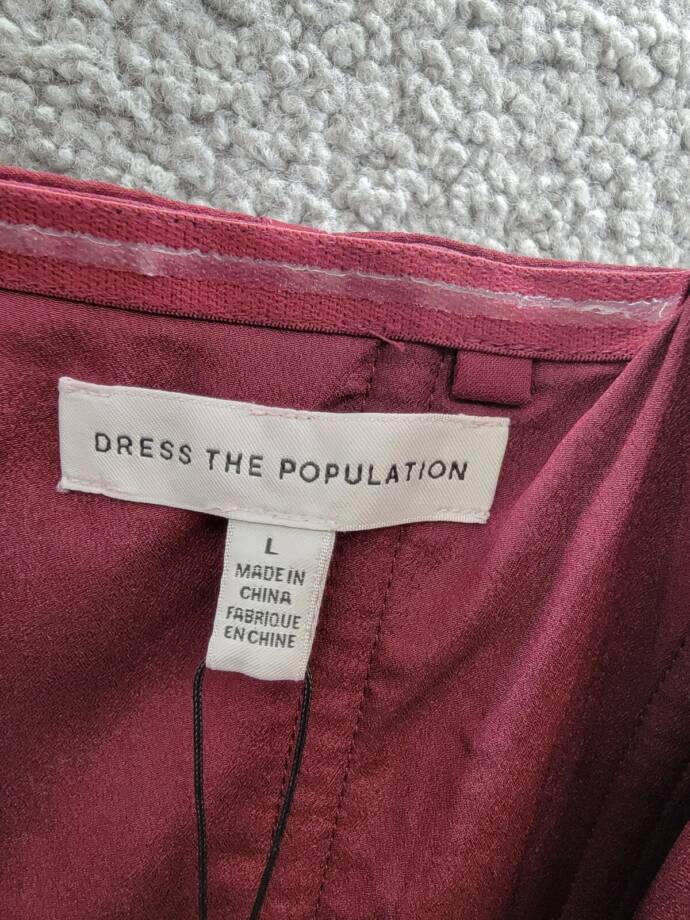 DRESS THE POPULATION
L
MADE IN
CHINA
FABRIQUE
EN CHINE